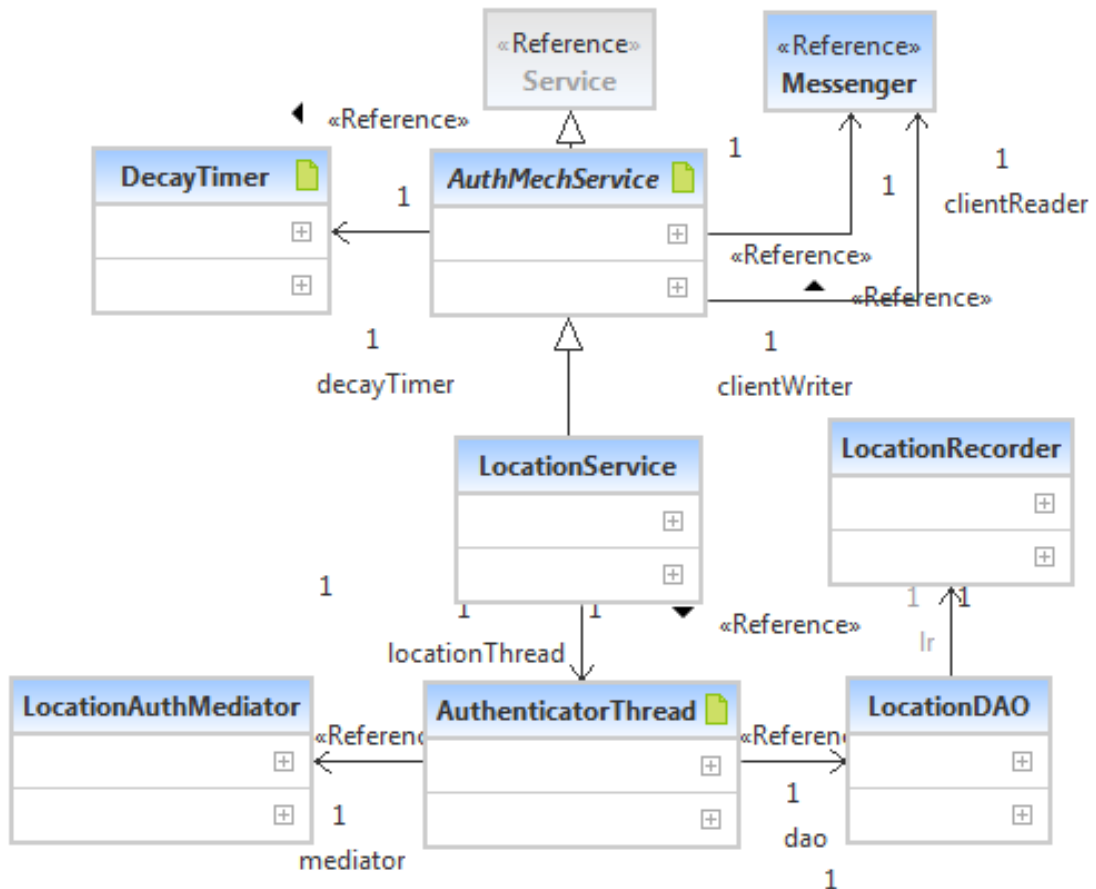 «Reference»
Service
«Reference»
Messenger
«Reference»
DecayTimer
AuthMechService
1
1
1
1
clientReader
«Reference»
«Reference»
1
decayTimer
1
clientWriter
LocationService
LocationRecorder
1
1
1
«Reference»
1
1
lr
locationThread
LocationAuthMediator
«Referenc
AuthenticatorThread
«Referen
LocationDAO
1
mediator
1
dao
1